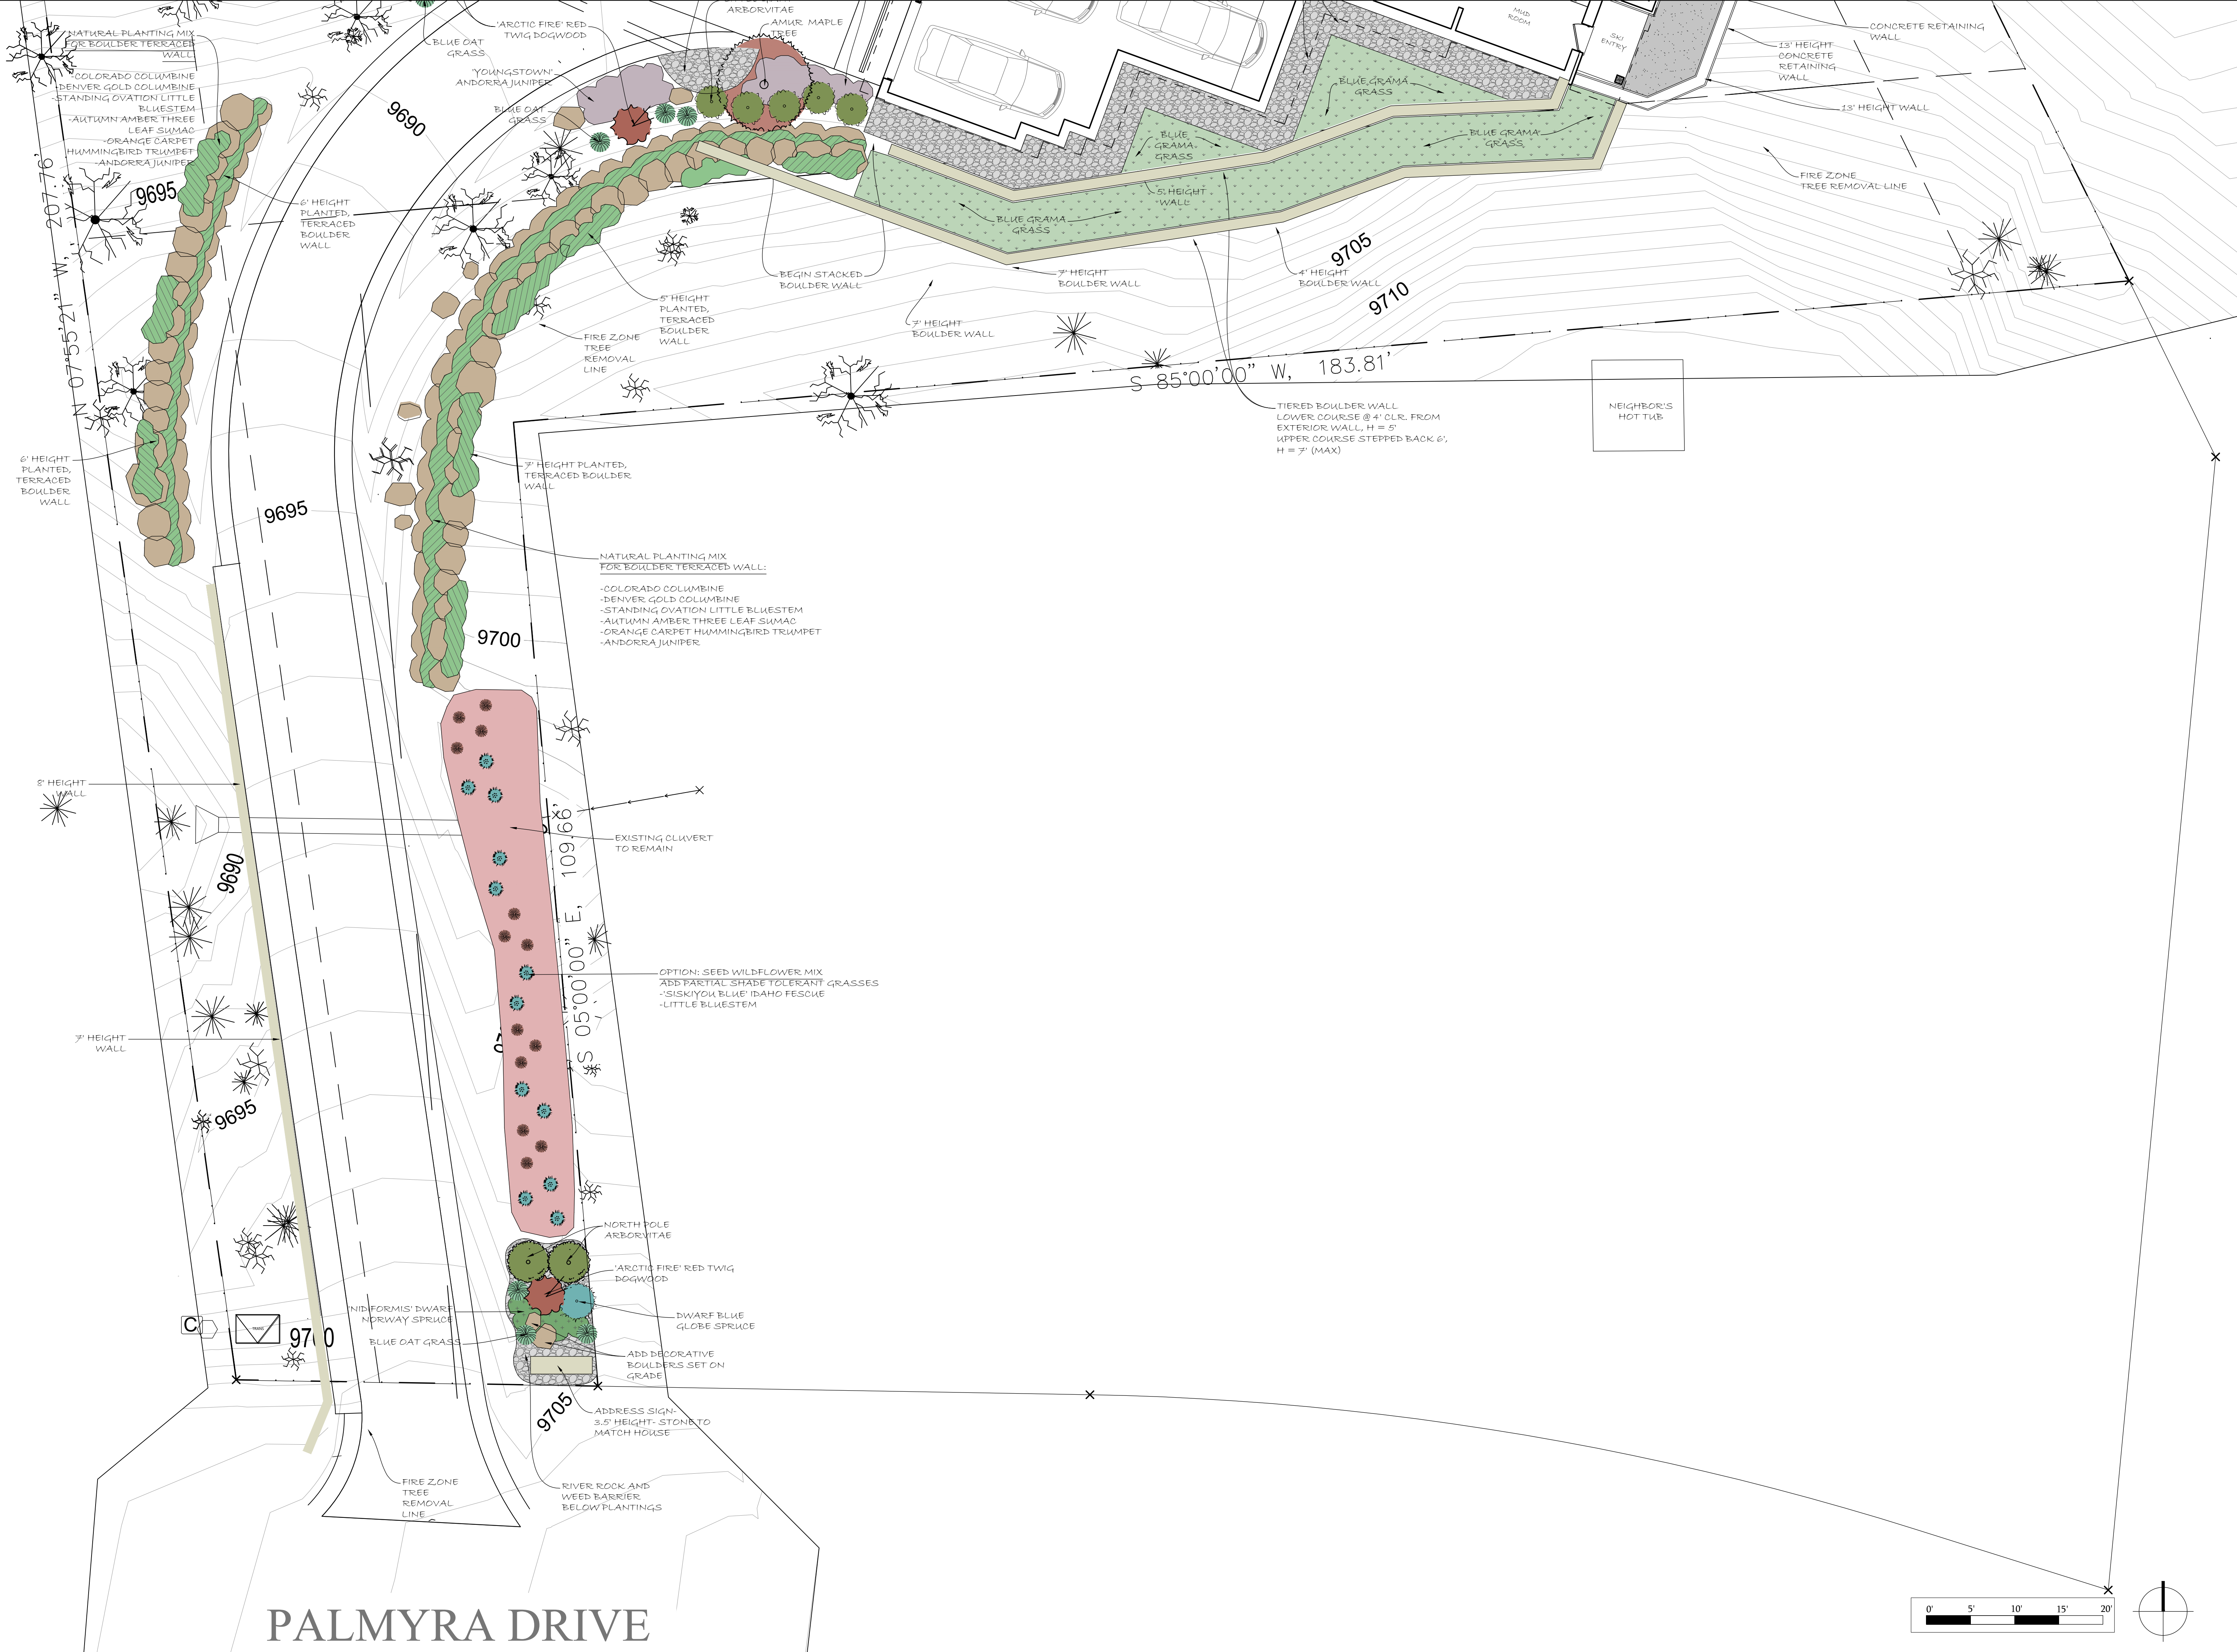 ARBORVITAE
AMUR MAPLE
TREE
'ARCTIC FIRE' RED
TWIG DOGWOOD
BLUE OAT
GRASS
NATURAL PLANTING MIX
FOR BOULDER TERRACED
WALL
-COLORADO COLUMBINE
-DENVER GOLD COLUMBINE
-STANDING OVATION LITTLE
BLUESTEM
-AUTUMN AMBER THREE
LEAF SUMAC
-ORANGE CARPET
HUMMINGBIRD TRUMPET
-ANDORRA JUNIPER
'YOUNGSTOWN'
ANDORRA JUNIPER
BLUE OAT
GRASS
9690
MUD
ROOM
SKI
ENTRY
CONCRETE RETAINING
WALL
13' HEIGHT
CONCRETE
RETAINING
WALL
13' HEIGHT WALL
BLUE GRAMA
GRASS
BLUE
GRAMA
GRASS
BLUE GRAMA
GRASS
5' HEIGHT
WALL
BLUE GRAMA
GRASS
FIRE ZONE
TREE REMOVAL LINE
9695
N 07°55'21" W, 207.76'
6' HEIGHT
PLANTED,
TERRACED
BOULDER
WALL
BEGIN STACKED
BOULDER WALL
7' HEIGHT
BOULDER WALL
4' HEIGHT
BOULDER WALL
9705
9710
5' HEIGHT
PLANTED,
TERRACED
BOULDER
WALL
7' HEIGHT
BOULDER WALL
FIRE ZONE
TREE
REMOVAL
LINE
S 85°00'00" W, 183.81'
TIERED BOULDER WALL
LOWER COURSE @ 4' CLR. FROM
EXTERIOR WALL, H = 5'
UPPER COURSE STEPPED BACK 6',
H = 7' (MAX)
NEIGHBOR'S
HOT TUB
6' HEIGHT
PLANTED,
TERRACED
BOULDER
WALL
7' HEIGHT PLANTED,
TERRACED BOULDER
WALL
9695
NATURAL PLANTING MIX
FOR BOULDER TERRACED WALL:
-COLORADO COLUMBINE
-DENVER GOLD COLUMBINE
-STANDING OVATION LITTLE BLUESTEM
-AUTUMN AMBER THREE LEAF SUMAC
-ORANGE CARPET HUMMINGBIRD TRUMPET
-ANDORRA JUNIPER
9700
8' HEIGHT
WALL
EXISTING CLUVERT
TO REMAIN
9690
S 05°00'00" E, 109.66'
OPTION: SEED WILDFLOWER MIX
ADD PARTIAL SHADE TOLERANT GRASSES
-'SISKIYOU BLUE' IDAHO FESCUE
-LITTLE BLUESTEM
7' HEIGHT
WALL
9695
NORTH POLE
ARBORVITAE
'ARCTIC FIRE' RED TWIG
DOGWOOD
'NIDIFORMIS' DWARF
NORWAY SPRUCE
DWARF BLUE
GLOBE SPRUCE
C
TRANS
9700
BLUE OAT GRASS
ADD DECORATIVE
BOULDERS SET ON
GRADE
9705
ADDRESS SIGN-
3.5' HEIGHT- STONE TO
MATCH HOUSE
FIRE ZONE
TREE
REMOVAL
LINE
RIVER ROCK AND
WEED BARRIER
BELOW PLANTINGS
PALMYRA DRIVE
0' 5' 10' 15' 20'